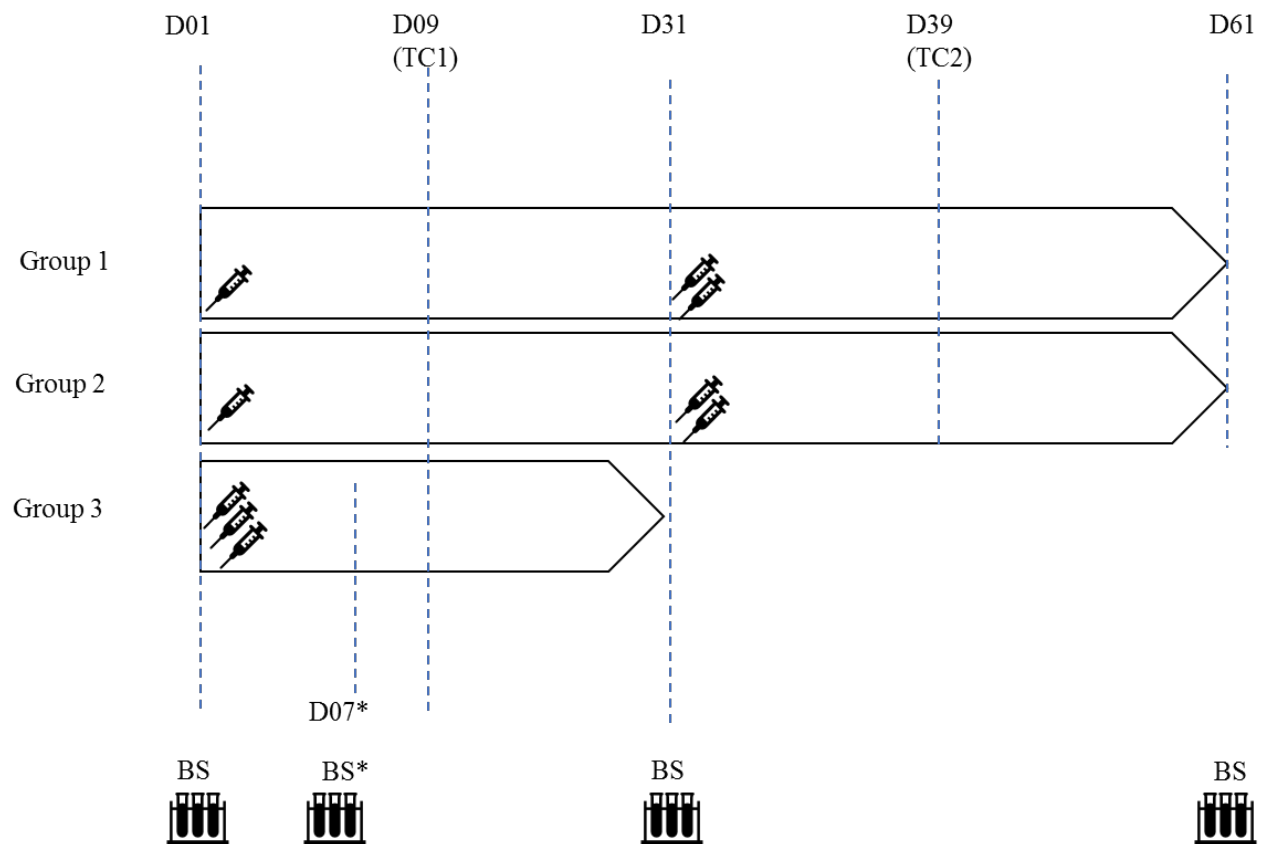 D01
D09
(TC1)
D31
D39
(TC2)
D61
Group 1
Group 2
Group 3
D07*
BS
BS*
BS
BS